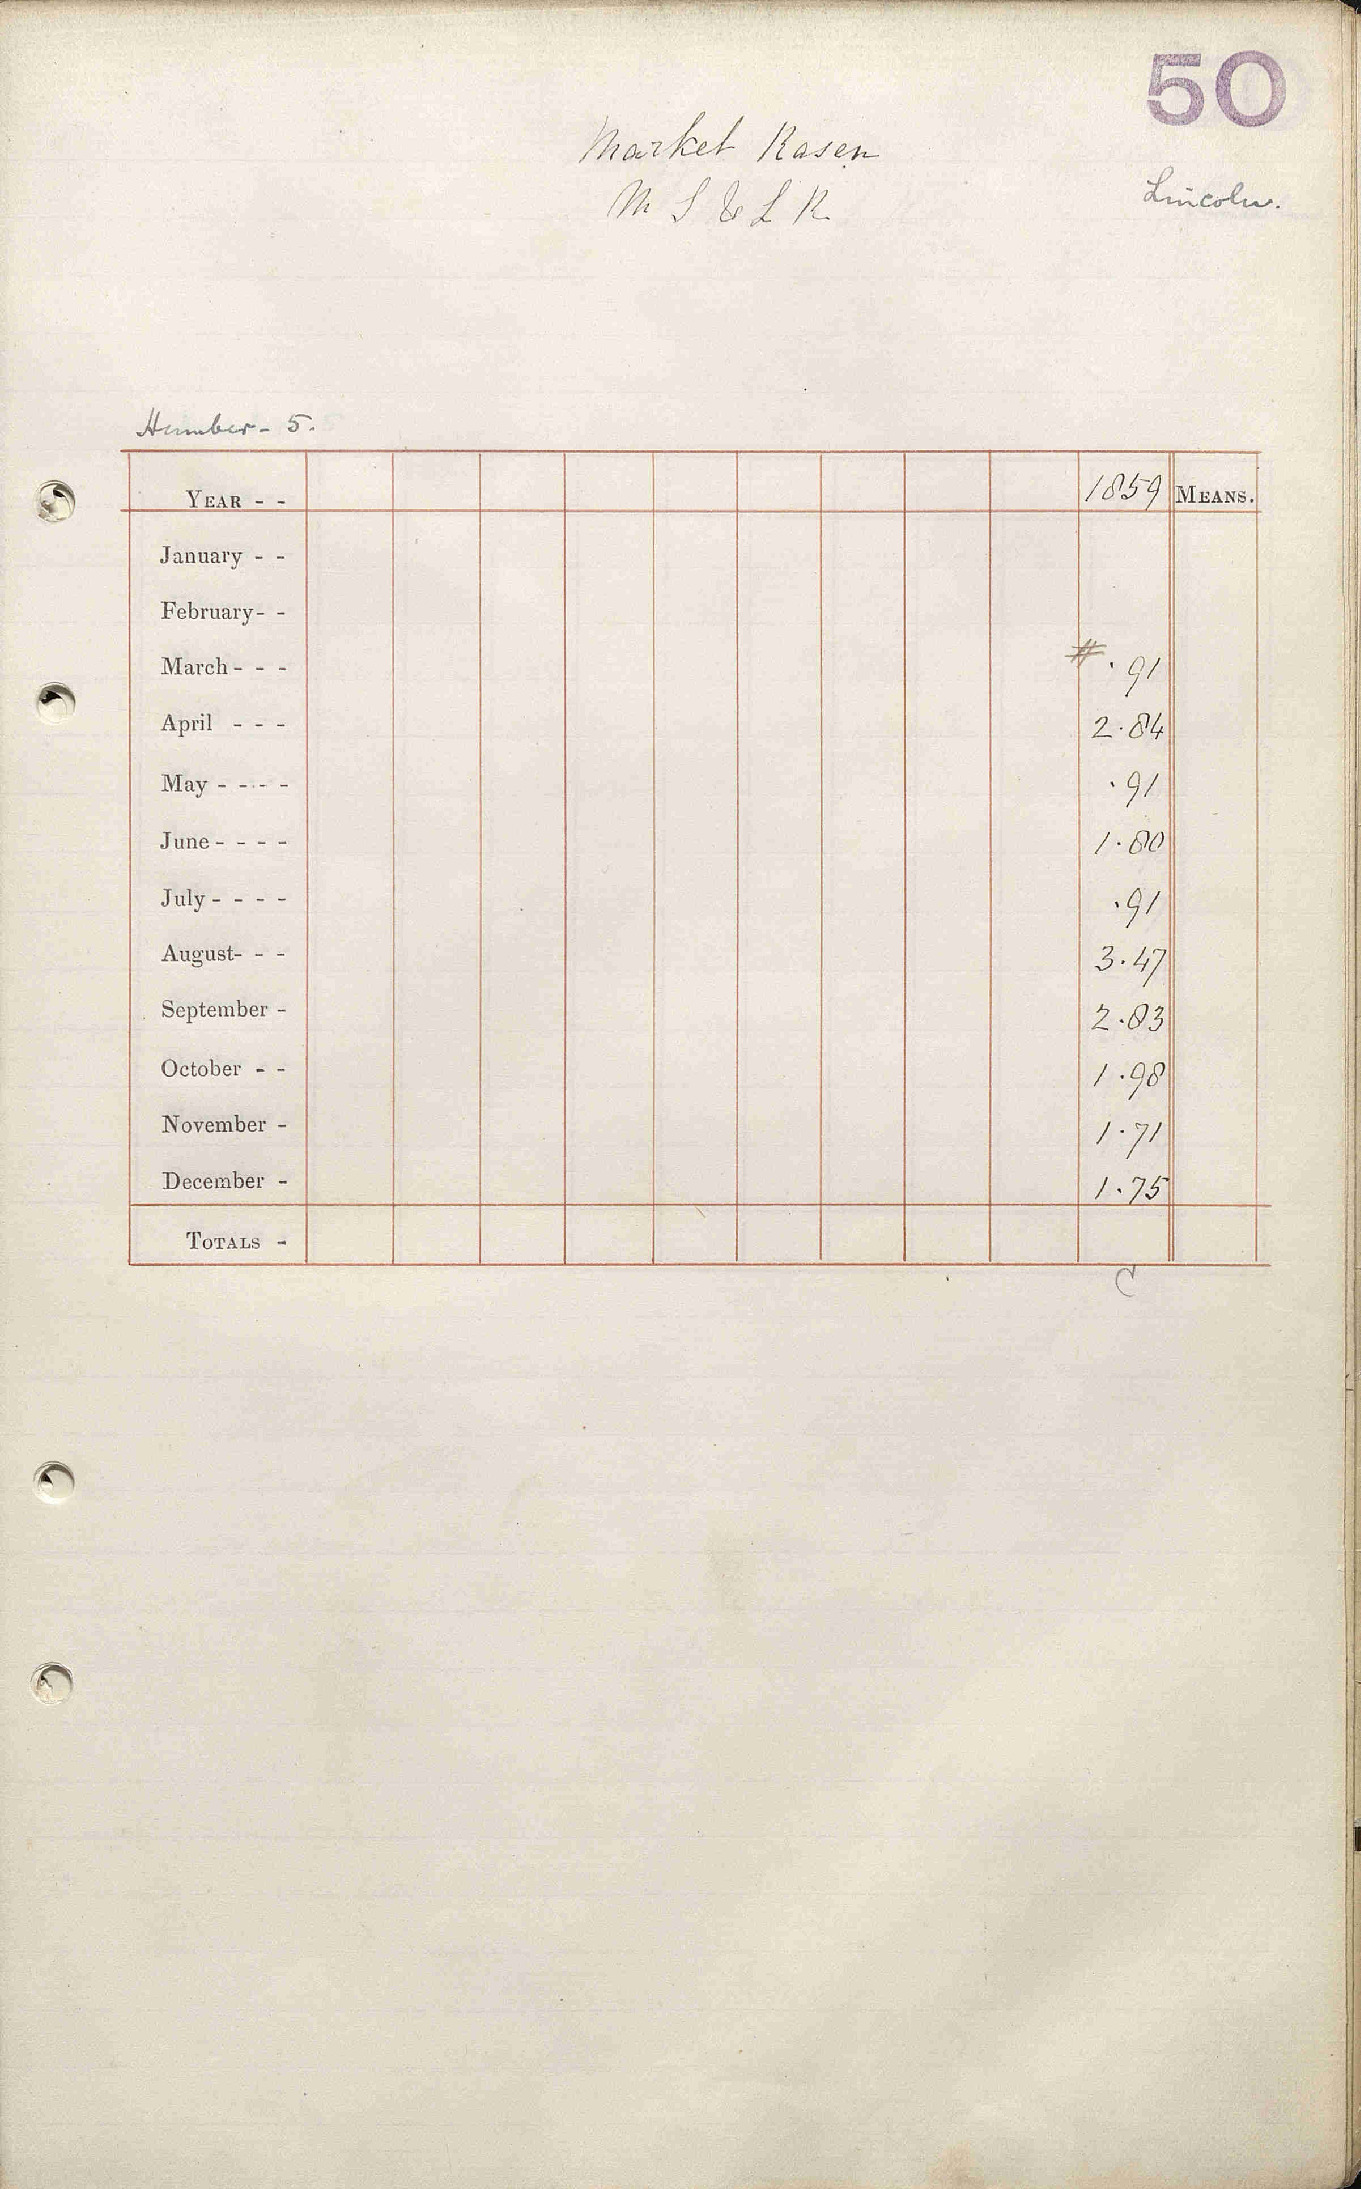 50
Market Rasen
M S & L R
Lincoln.
Humber - 5.
YEAR - - 1859 MEANS.
January - -
February - -
March - - - # .91
April - - - 2.84
May - - - - .91
June - - - - 1.80
July - - - - .91
August - - - 3.47
September - 2.83
October - - 1.98
November - 1.71
December - 1.75
TOTALS -
C